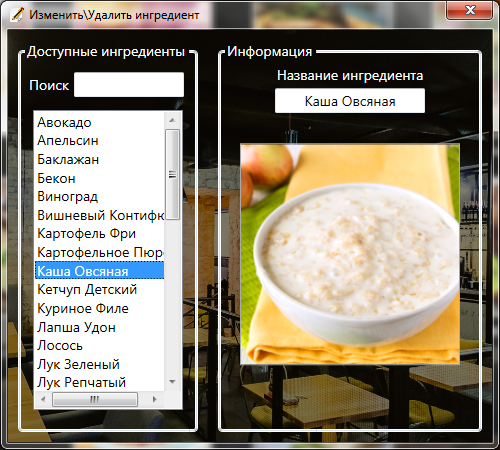 Изменить\Удалить ингредиент
Доступные ингредиенты
Поиск
Авокадо
Апельсин
Баклажан
Бекон
Виноград
Вишневый Контифк
Картофель Фри
Картофельное Пюре
Каша Овсяная
Кетчуп Детский
Куриное Филе
Лапша Удон
Лосось
Лук Зеленый
Лук Репчатый
Информация
Название ингредиента
Каша Овсяная